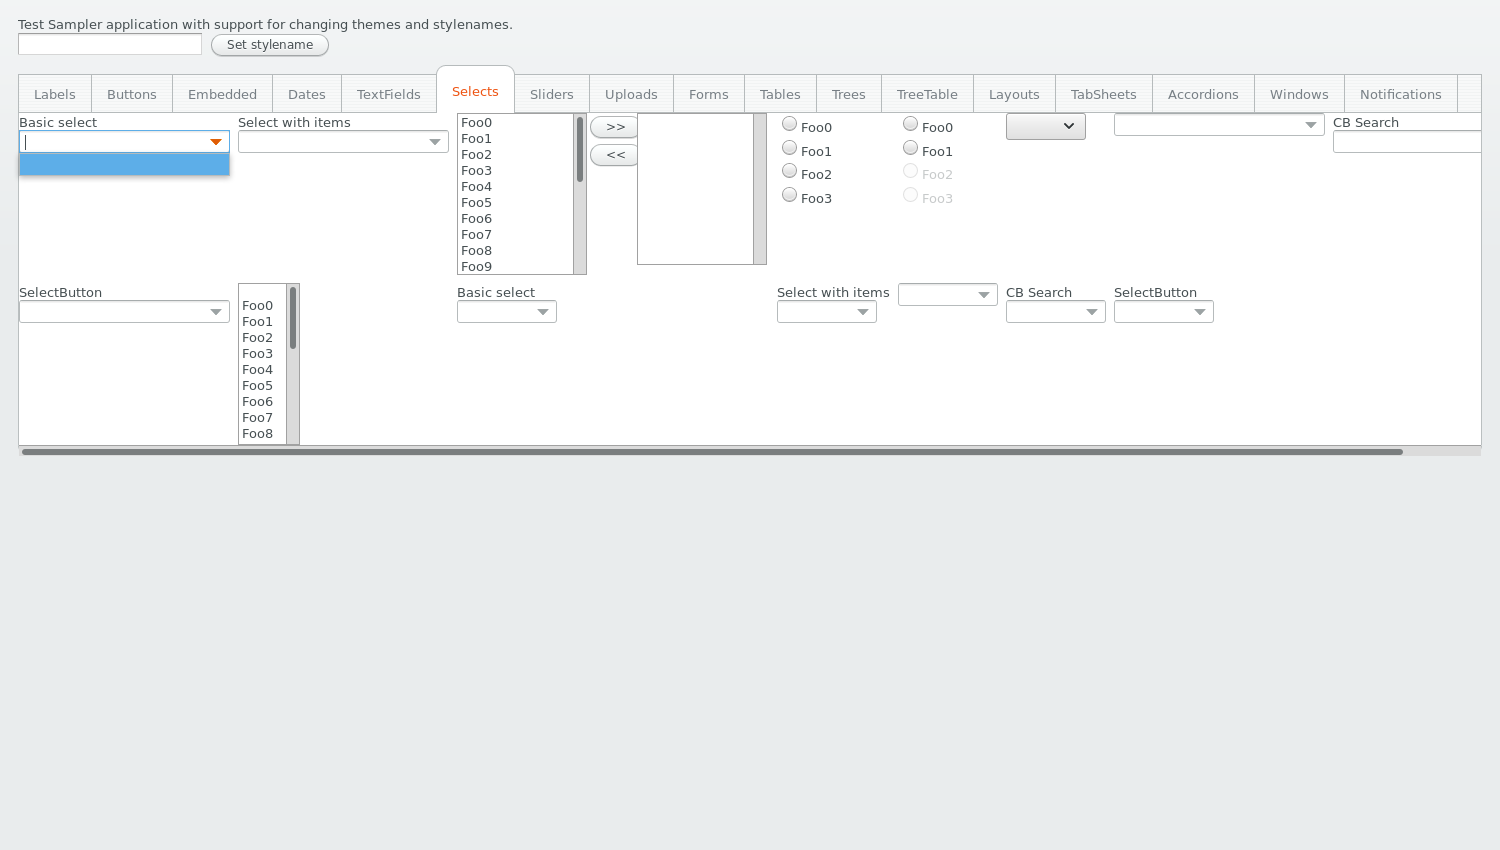 Test Sampler application with support for changing themes and stylenames.
Set stylename
Labels Buttons Embedded Dates TextFields Selects Sliders Uploads Forms Tables Trees TreeTable Layouts TabSheets Accordions Windows Notifications
Basic select
Select with items
Foo0
Foo1
Foo2
Foo3
Foo4
Foo5
Foo6
Foo7
Foo8
Foo9
>>
<<
Foo0
Foo1
Foo2
Foo3
Foo0
Foo1
Foo2
Foo3
CB Search
SelectButton
Foo0
Foo1
Foo2
Foo3
Foo4
Foo5
Foo6
Foo7
Foo8
Basic select
Select with items
CB Search
SelectButton